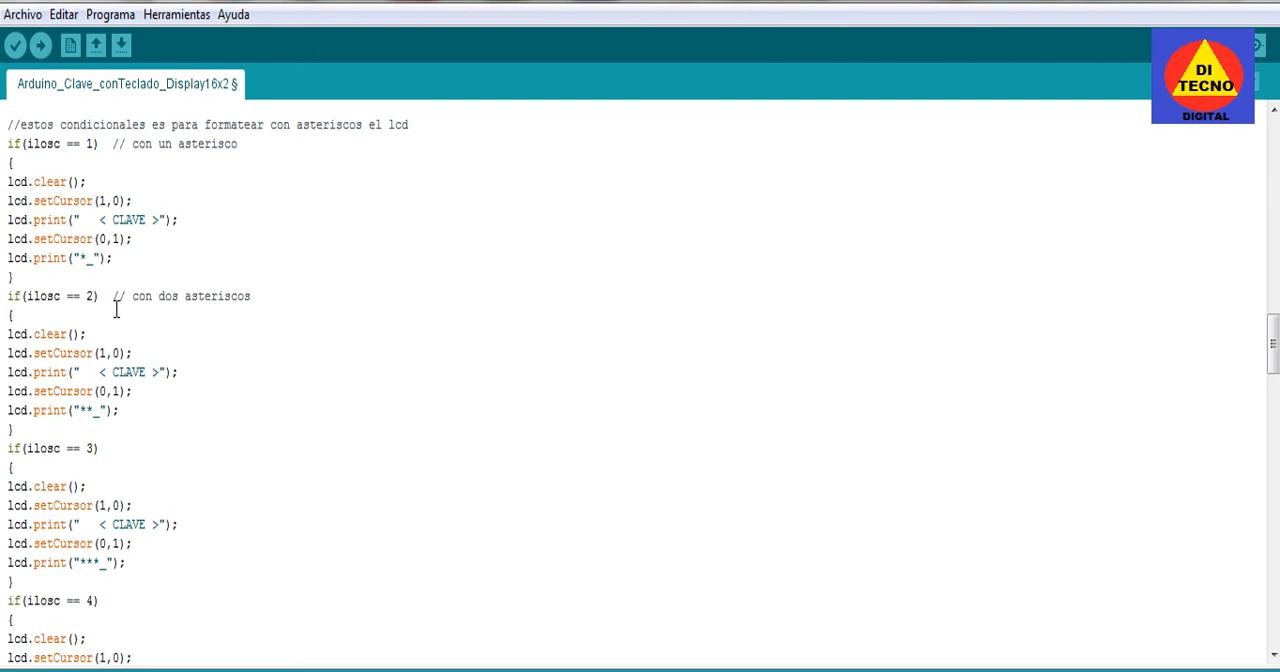 Archivo Editar Programa Herramientas Ayuda
DI
TECNO
DIGITAL
Arduino_Clave_conTeclado_Display16x2 §
//estos condicionales es para formatear con asteriscos el lcd
if(ilosc == 1)  // con un asterisco
{
lcd.clear();
lcd.setCursor(1,0);
lcd.print("   < CLAVE >");
lcd.setCursor(0,1);
lcd.print("*_");
}
if(ilosc == 2)  // con dos asteriscos
{
lcd.clear();
lcd.setCursor(1,0);
lcd.print("   < CLAVE >");
lcd.setCursor(0,1);
lcd.print("**_");
}
if(ilosc == 3)
{
lcd.clear();
lcd.setCursor(1,0);
lcd.print("   < CLAVE >");
lcd.setCursor(0,1);
lcd.print("***_");
}
if(ilosc == 4)
{
lcd.clear();
lcd.setCursor(1,0);